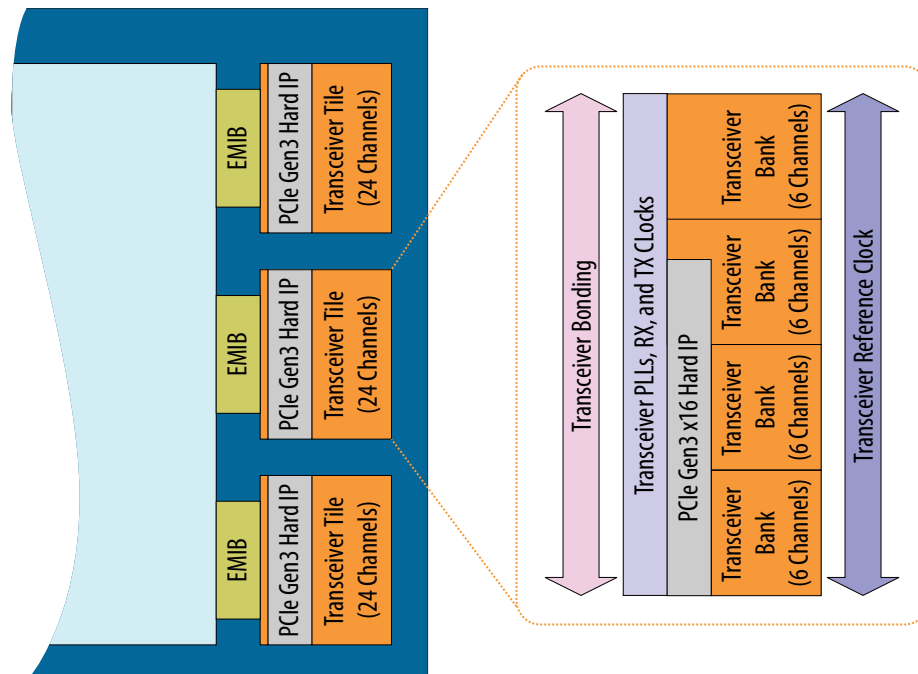 EMIB
PCIe Gen3 Hard IP
Transceiver Tile
(24 Channels)
EMIB
PCIe Gen3 Hard IP
Transceiver Tile
(24 Channels)
EMIB
PCIe Gen3 Hard IP
Transceiver Tile
(24 Channels)
Transceiver Bonding
Transceiver PLLs, RX, and TX CLocks
PCIe Gen3 x16 Hard IP
Transceiver
Bank
(6 Channels)
Transceiver
Bank
(6 Channels)
Transceiver
Bank
(6 Channels)
Transceiver
Bank
(6 Channels)
Transceiver Reference Clock